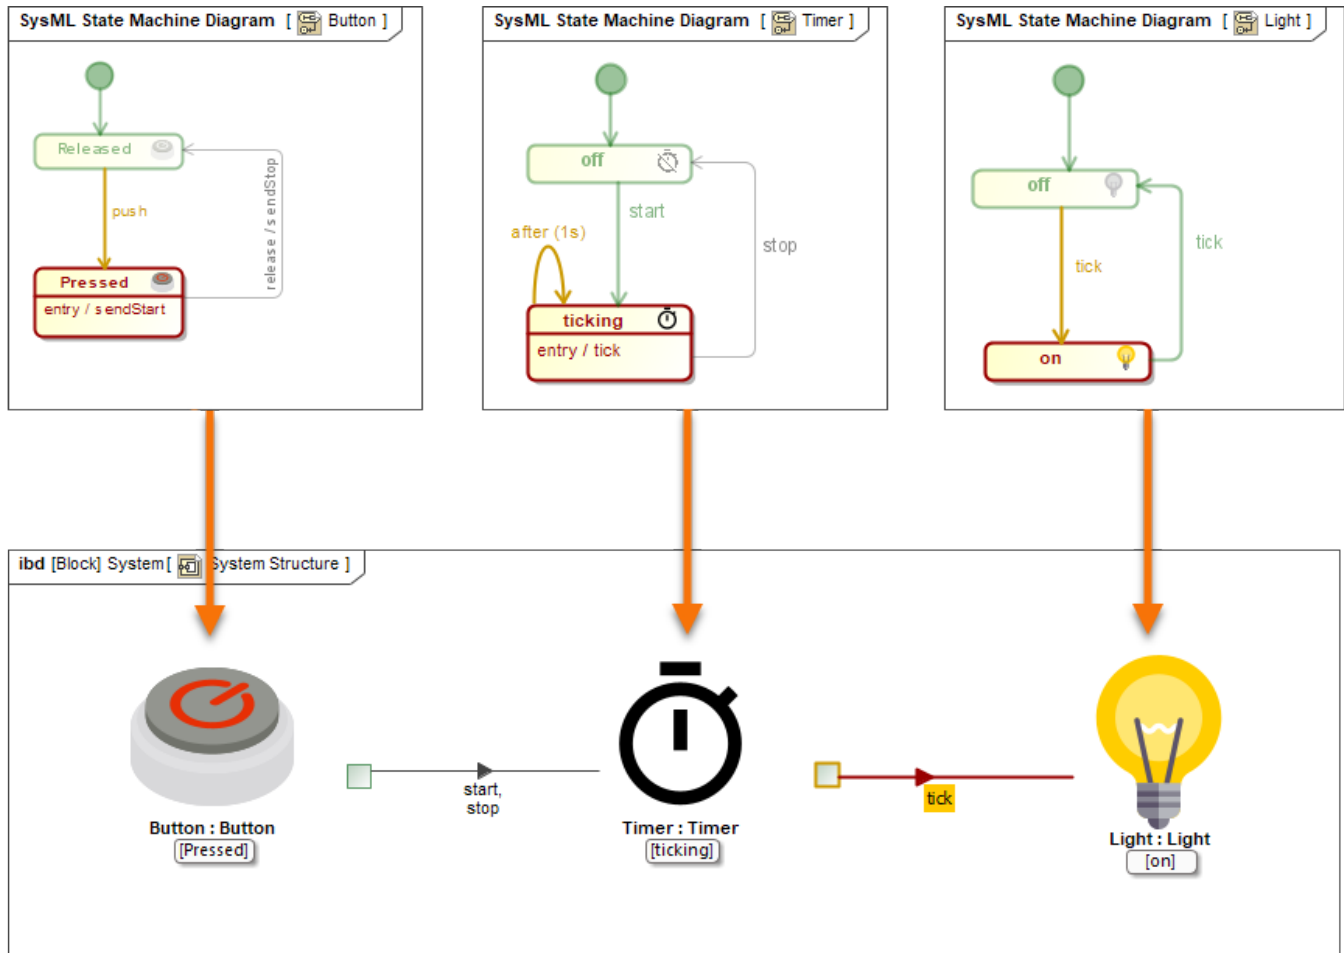 SysML State Machine Diagram [ Button ]
Released
push
release / sendStop
Pressed
entry / sendStart
SysML State Machine Diagram [ Timer ]
off
start
after (1s)
stop
ticking
entry / tick
SysML State Machine Diagram [ Light ]
off
tick
tick
on
ibd [Block] System [ System Structure ]
start,
stop
tick
Button : Button
[Pressed]
Timer : Timer
[ticking]
Light : Light
[on]